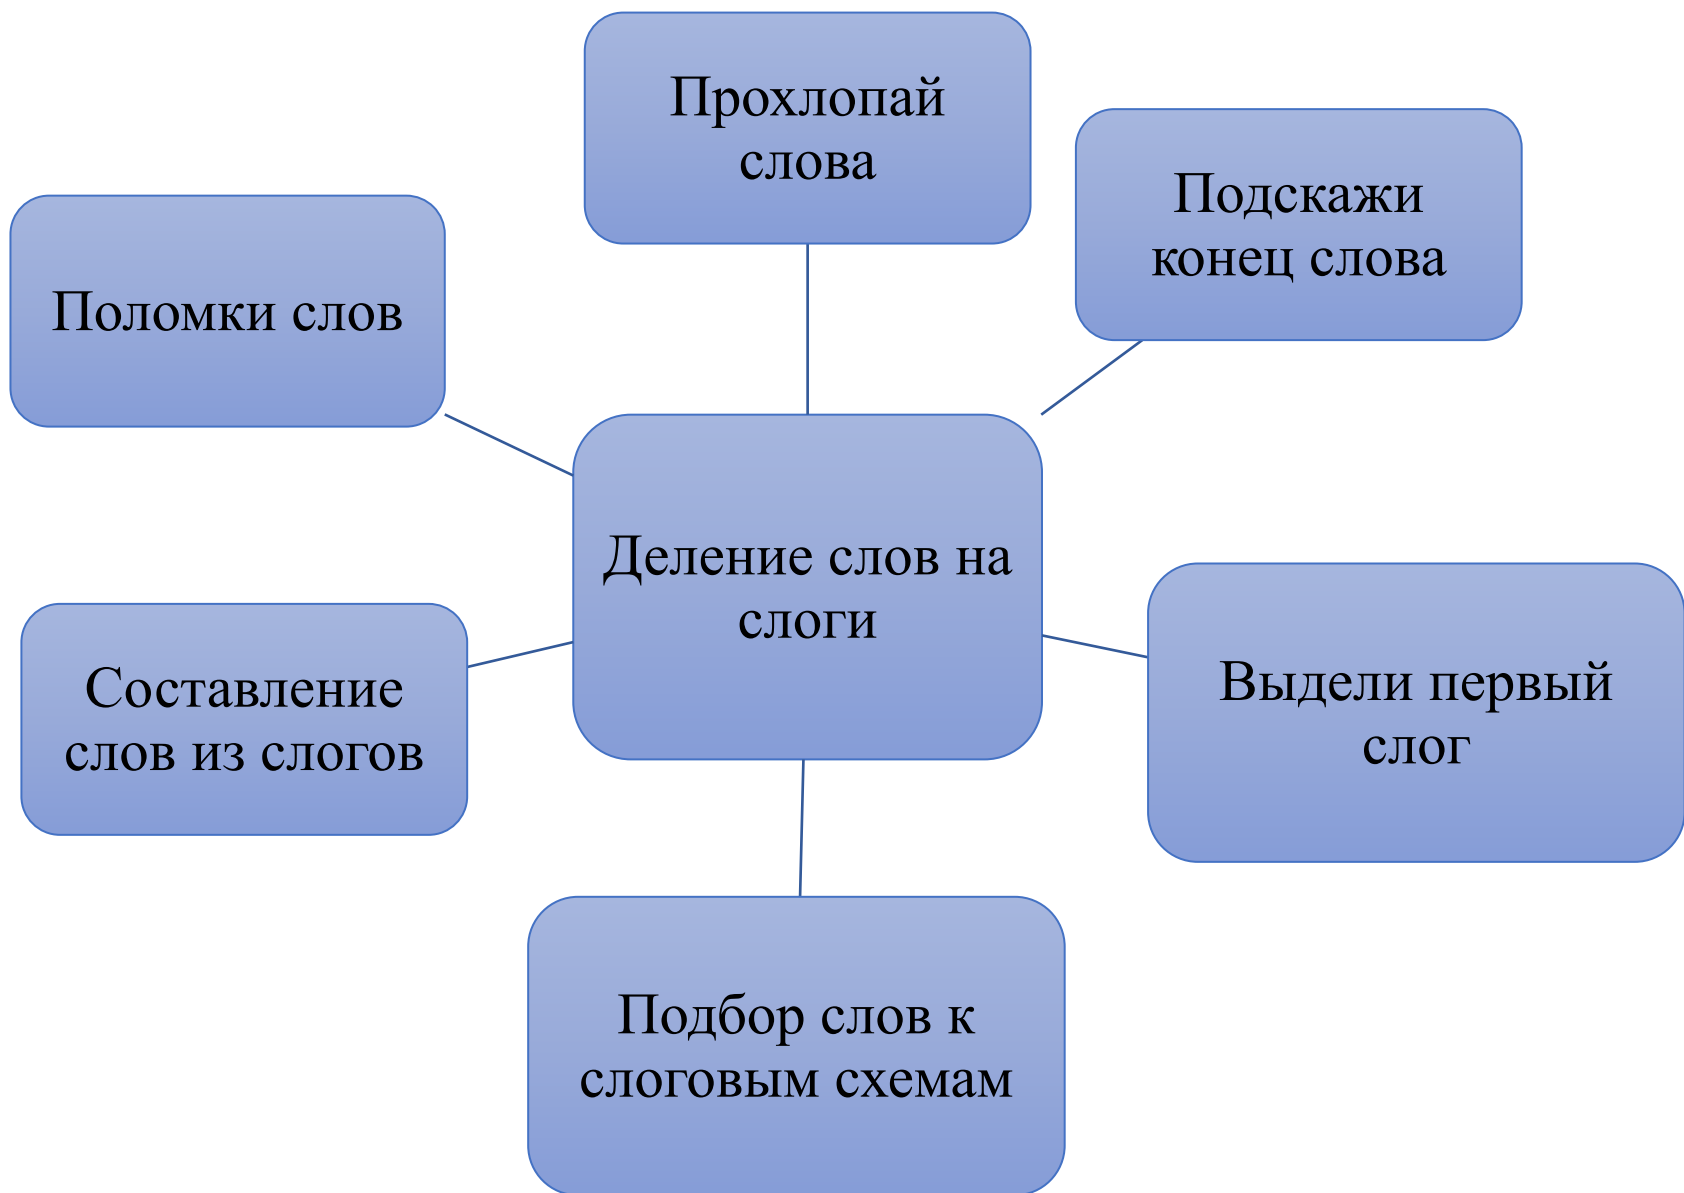 Прохлопай
слова
Подскажи
конец слова
Поломки слов
Деление слов на
слоги
Составление
слов из слогов
Выдели первый
слог
Подбор слов к
слоговым схемам